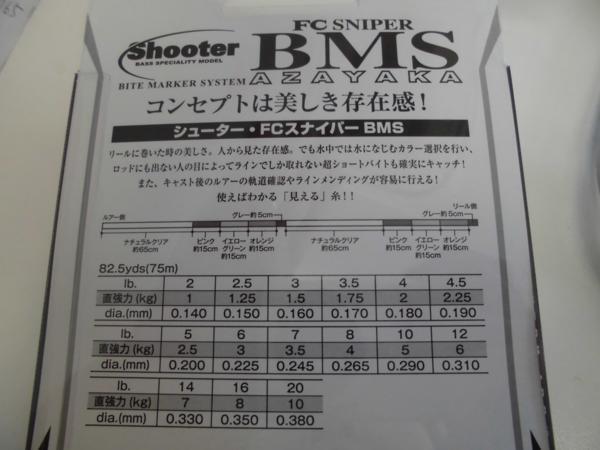 Shooter
BASS SPECIALITY MODEL
FC SNIPER
BMS
BITE MARKER SYSTEM AZAYAKA
コンセプトは美しき存在感!
シューター・FCスナイパー BMS
リールに巻いた時の美しさ。人から見た存在感。でも水中では水になじむカラー選択を行い、
ロッドにも出ない人の目によってラインでしか取れない超ショートバイトも確実にキャッチ!
また、キャスト後のルアーの軌道確認やラインメンディングが容易に行える!
使えばわかる「見える」糸!!
ルアー側 グレー約5cm グレー約5cm リール側
ナチュラルクリア 約65cm ピンク 約15cm イエローグリーン 約15cm オレンジ 約15cm ナチュラルクリア 約65cm ピンク 約15cm イエローグリーン 約15cm オレンジ 約15cm
82.5yds(75m)
lb. 2 2.5 3 3.5 4 4.5
直強力(kg) 1 1.25 1.5 1.75 2 2.25
dia.(mm) 0.140 0.150 0.160 0.170 0.180 0.190
lb. 5 6 7 8 10 12
直強力(kg) 2.5 3 3.5 4 5 6
dia.(mm) 0.200 0.225 0.245 0.265 0.290 0.310
lb. 14 16 20
直強力(kg) 7 8 10
dia.(mm) 0.330 0.350 0.380